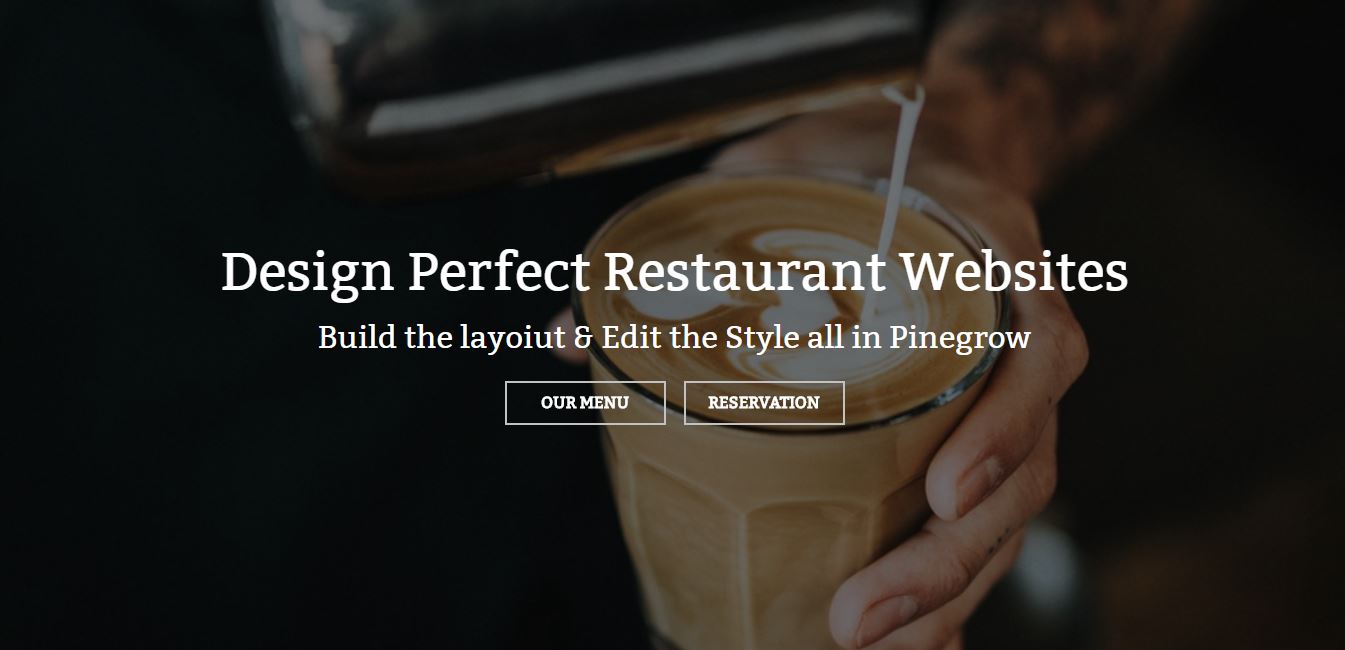 Design Perfect Restaurant Websites
Build the layoiut & Edit the Style all in Pinegrow
OUR MENU
RESERVATION